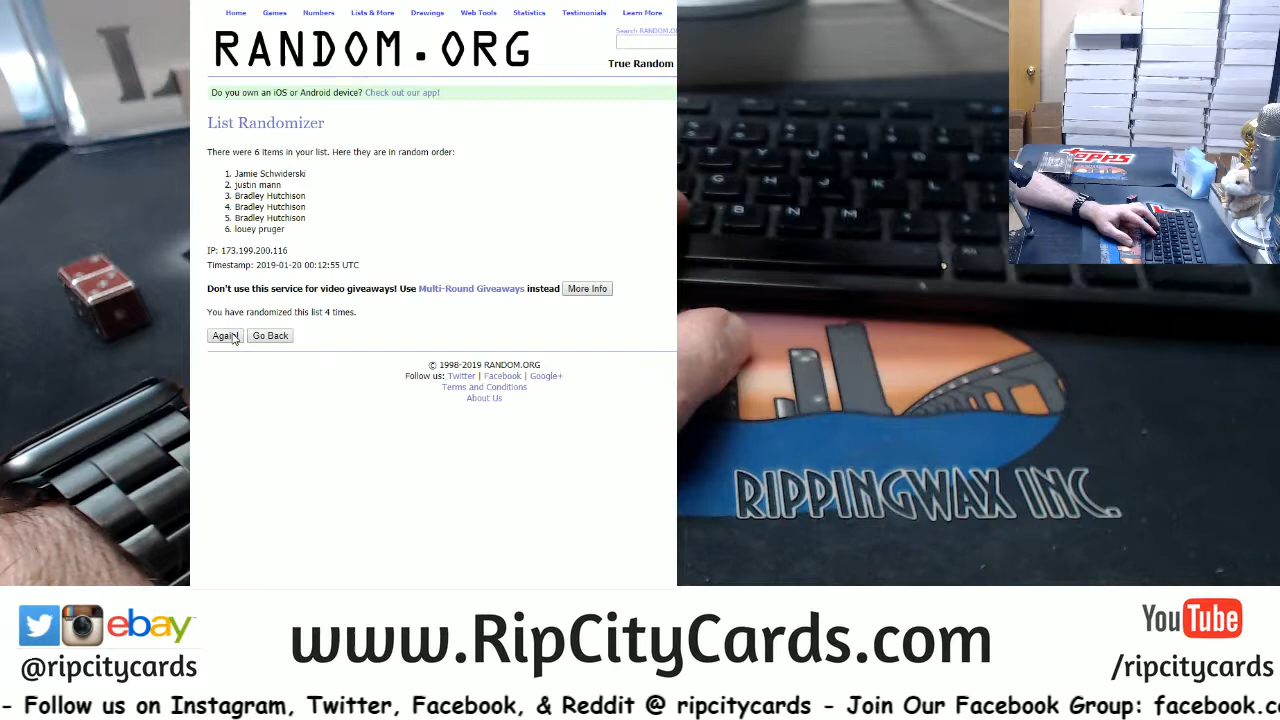 Home Games Numbers Lists & More Drawings Web Tools Statistics Testimonials Learn More
RANDOM.ORG
Search RANDOM.O
True Random
Do you own an iOS or Android device? Check out our app!
List Randomizer
There were 6 items in your list. Here they are in random order:
1. Jamie Schwiderski
2. justin mann
3. Bradley Hutchison
4. Bradley Hutchison
5. Bradley Hutchison
6. louey pruger
IP: 173.199.200.116
Timestamp: 2019-01-20 00:12:55 UTC
Don't use this service for video giveaways! Use Multi-Round Giveaways instead More Info
You have randomized this list 4 times.
Again! Go Back
© 1998-2019 RANDOM.ORG
Follow us: Twitter | Facebook | Google+
Terms and Conditions
About Us
topps
RIPPINGWAX INC.
ebay
@ripcitycards
www.RipCityCards.com
YouTube
/ripcitycards
- Follow us on Instagram, Twitter, Facebook, & Reddit @ ripcitycards - Join Our Facebook Group: facebook.c